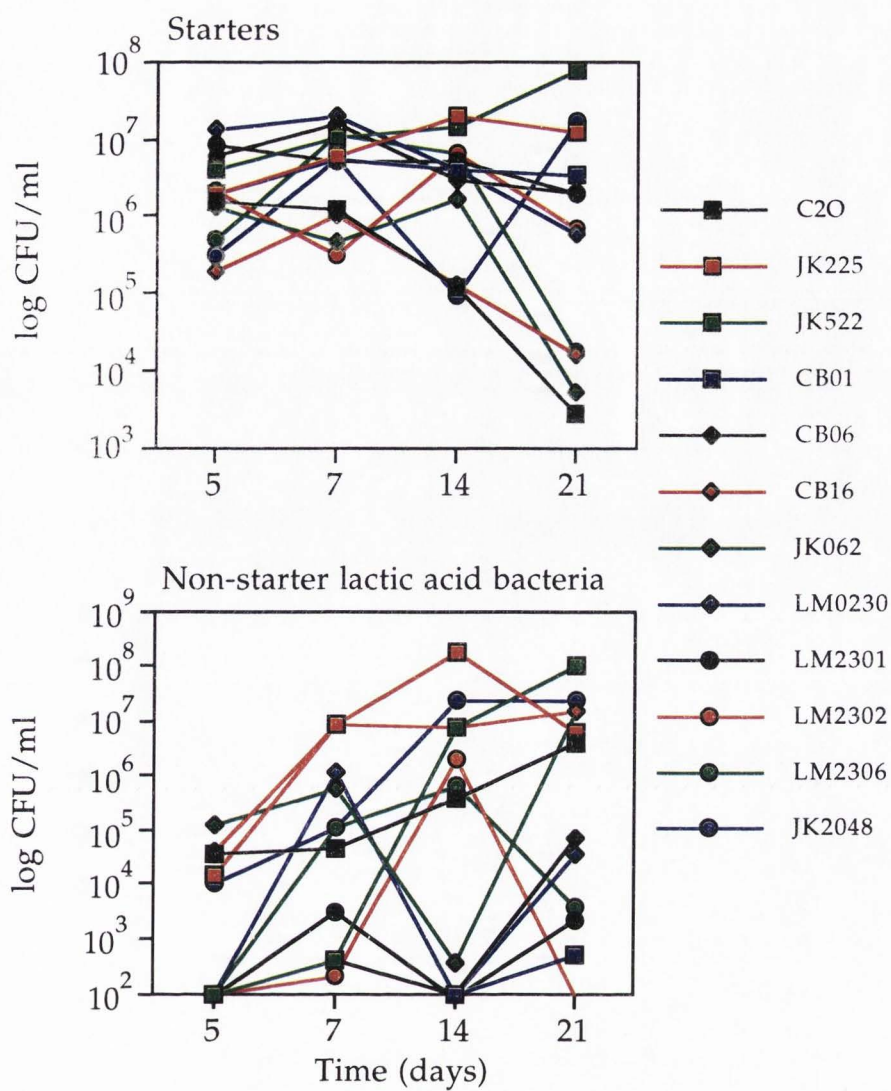 Starters
log CFU/ml
10^8
10^7
10^6
10^5
10^4
10^3
5 7 14 21
C2O
JK225
JK522
CB01
CB06
CB16
JK062
LM0230
LM2301
LM2302
LM2306
JK2048
Non-starter lactic acid bacteria
log CFU/ml
10^9
10^8
10^7
10^6
10^5
10^4
10^3
10^2
5 7 14 21
Time (days)